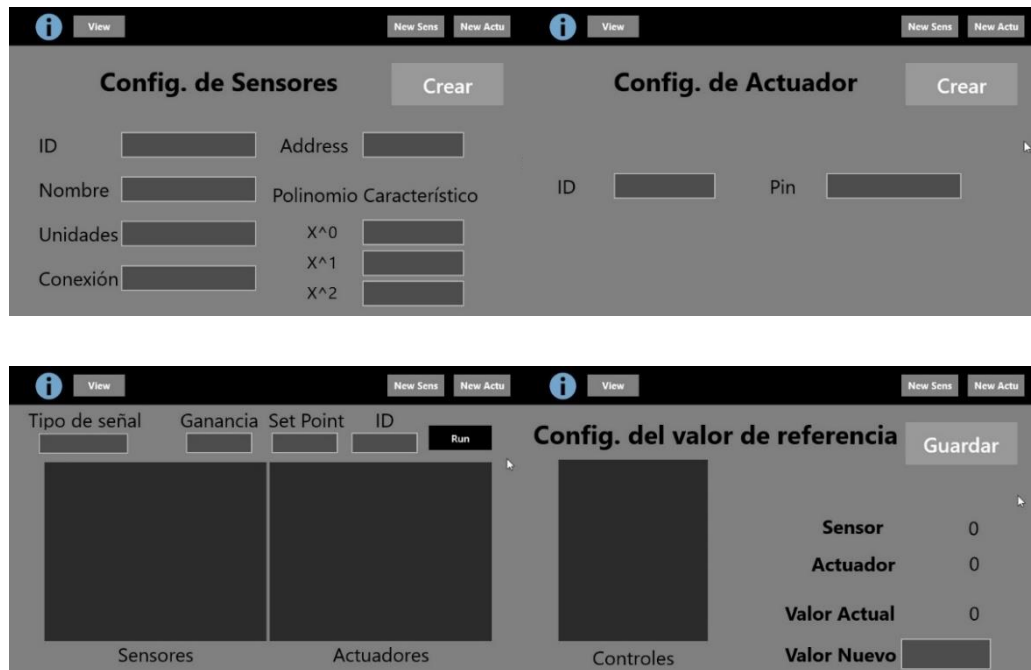 i View New Sens New Actu
Config. de Sensores Crear
ID Address
Nombre Polinomio Característico
Unidades X^0
X^1
Conexión X^2
i View New Sens New Actu
Config. de Actuador Crear
ID Pin
i View New Sens New Actu
Tipo de señal Ganancia Set Point ID
Run
Sensores Actuadores
i View New Sens New Actu
Config. del valor de referencia Guardar
Sensor 0
Actuador 0
Valor Actual 0
Controles Valor Nuevo